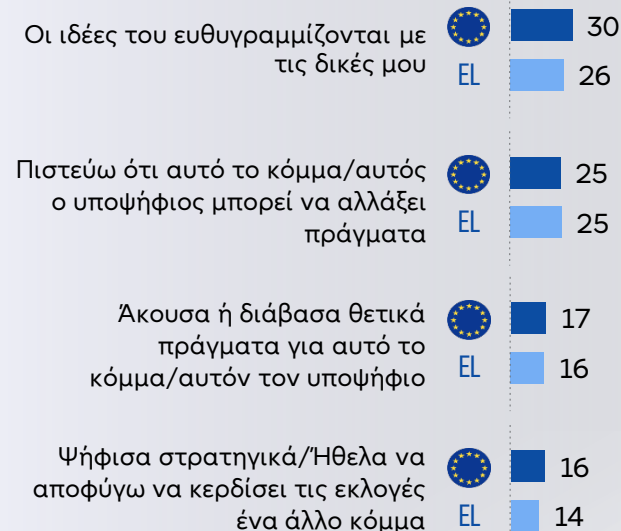 Οι ιδέες του ευθυγραμμίζονται με
τις δικές μου
30
EL
26
Πιστεύω ότι αυτό το κόμμα/αυτός
ο υποψήφιος μπορεί να αλλάξει
πράγματα
25
EL
25
Άκουσα ή διάβασα θετικά
πράγματα για αυτό το
κόμμα/αυτόν τον υποψήφιο
17
EL
16
Ψήφισα στρατηγικά/Ήθελα να
αποφύγω να κερδίσει τις εκλογές
ένα άλλο κόμμα
16
EL
14